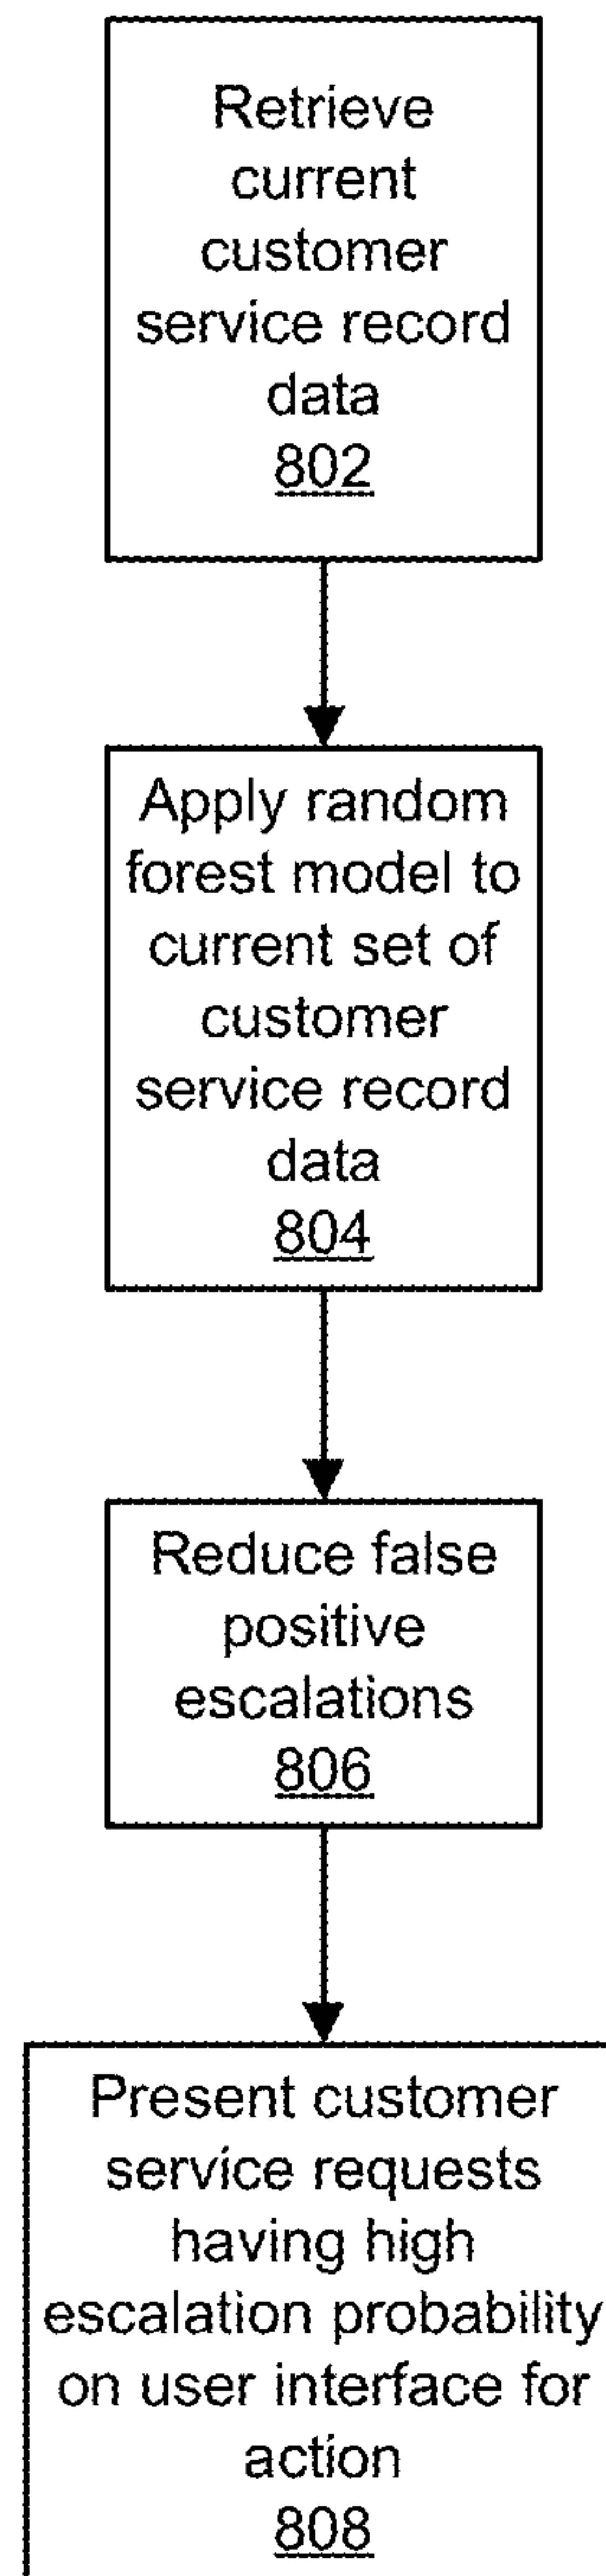 Retrieve
current
customer
service record
data
802
Apply random
forest model to
current set of
customer
service record
data
804
Reduce false
positive
escalations
806
Present customer
service requests
having high
escalation probability
on user interface for
action
808